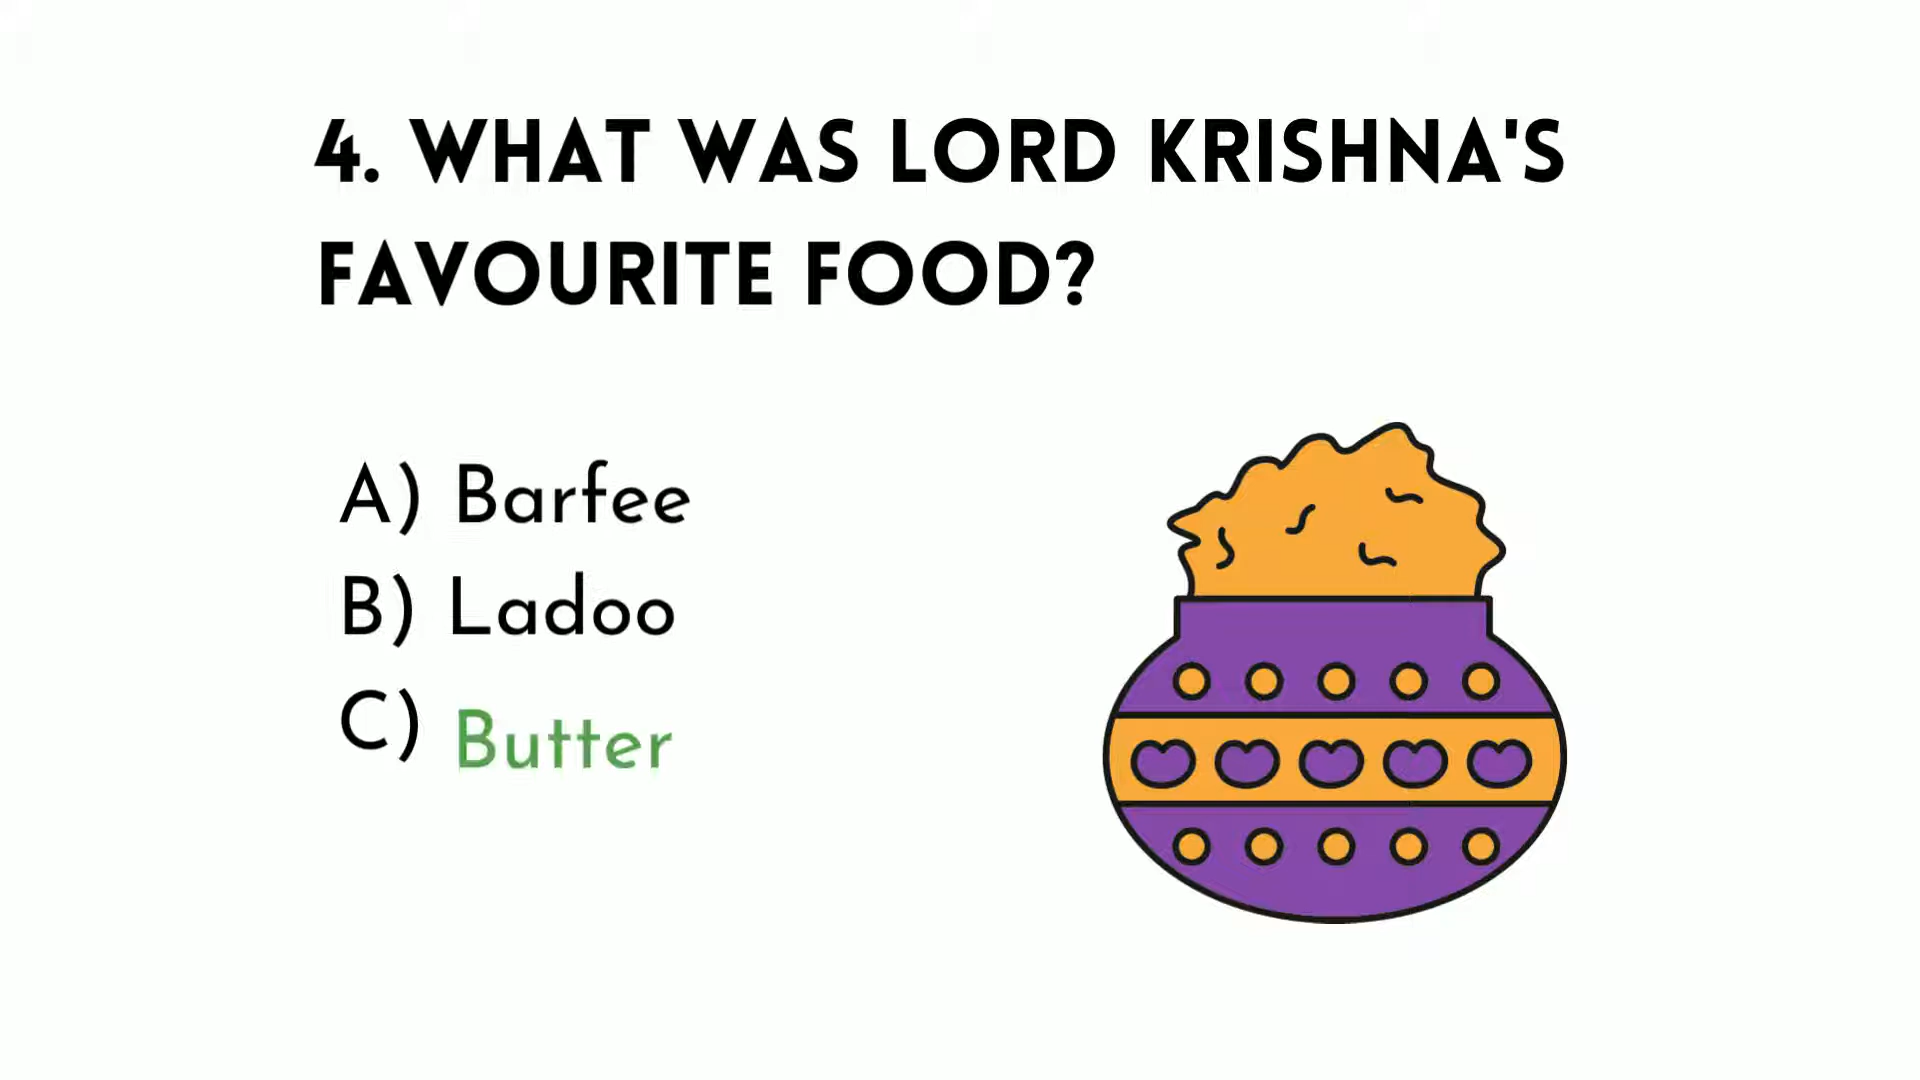 4. WHAT WAS LORD KRISHNA'S
FAVOURITE FOOD?
A) Barfee
B) Ladoo
C) Butter